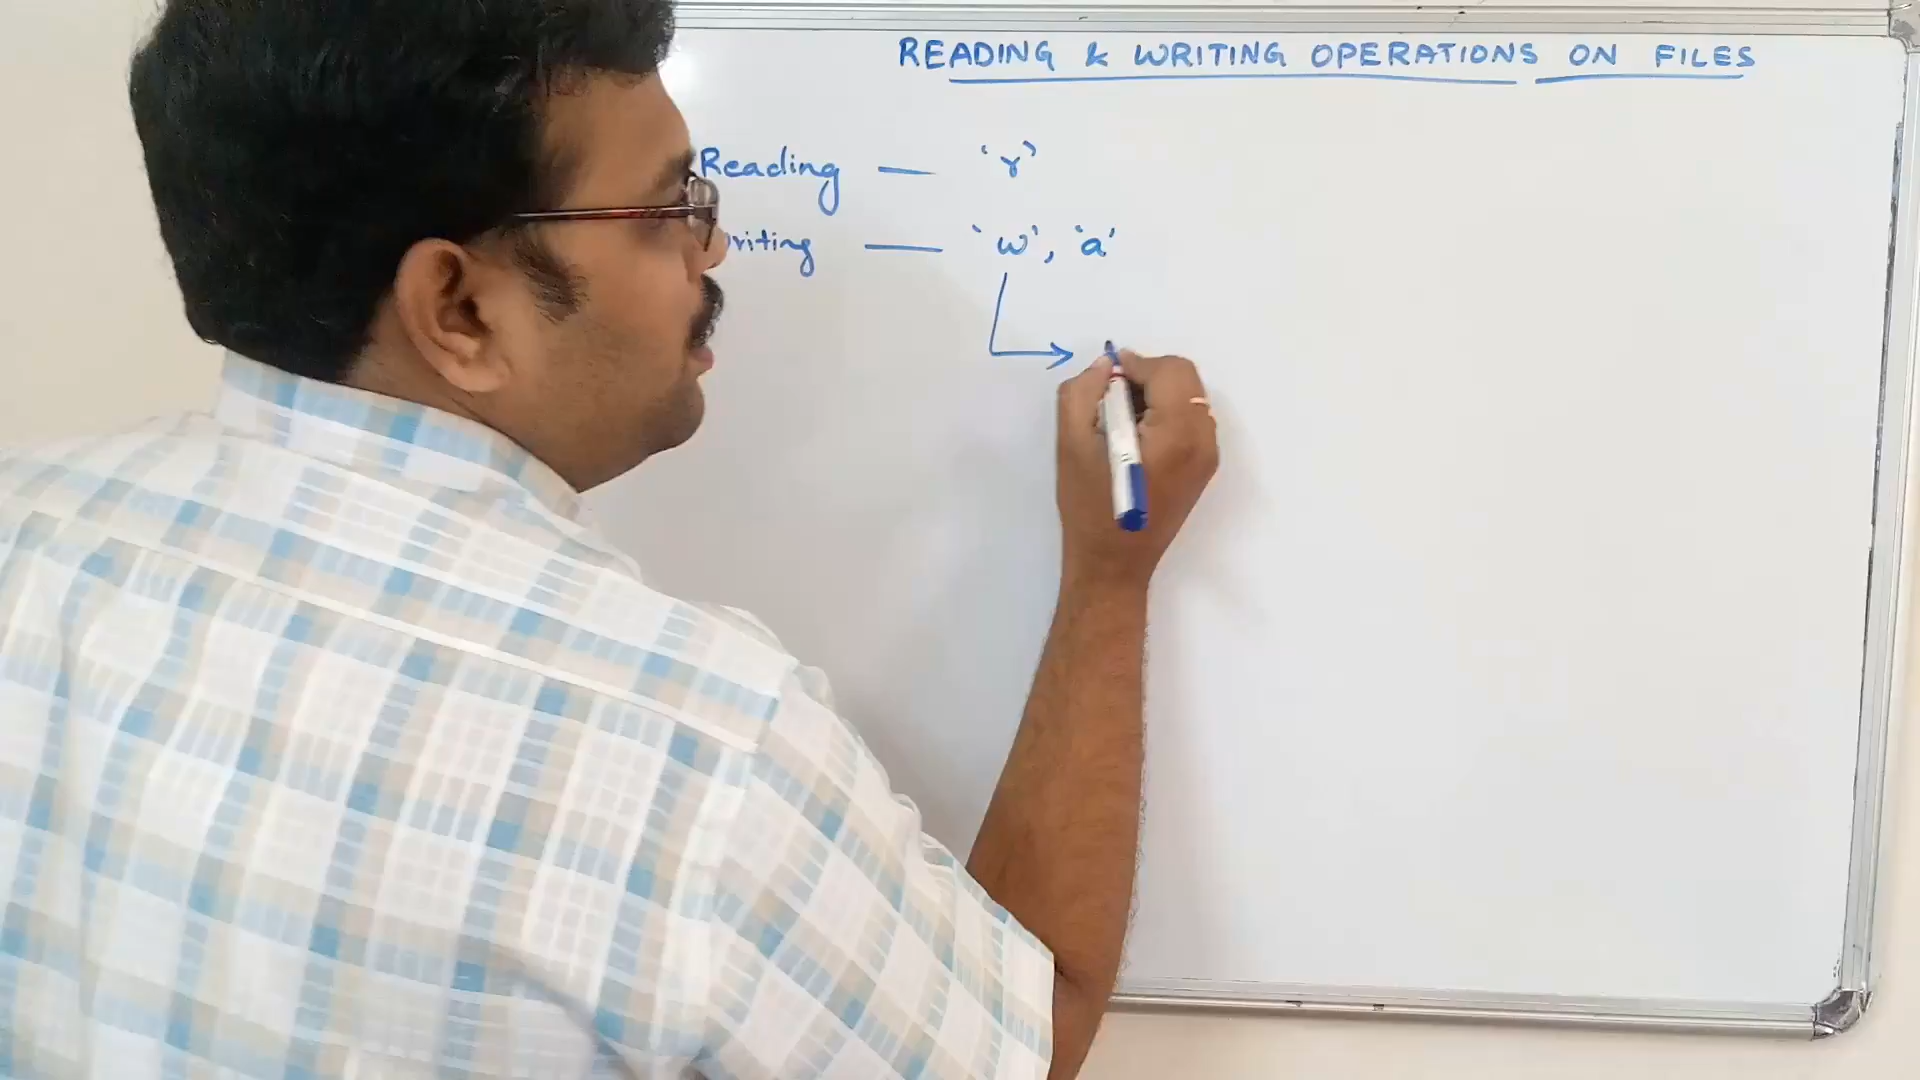 READING & WRITING OPERATIONS ON FILES
Reading — 'r'
writing — 'w', 'a'